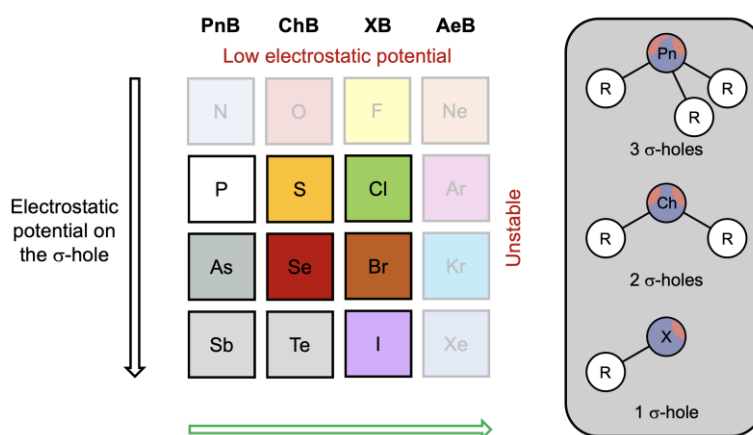 PnB ChB XB AeB
Low electrostatic potential
N O F Ne
P S Cl Ar
As Se Br Kr
Sb Te I Xe
Electrostatic
potential on
the σ-hole
Unstable
Pn
R R
R
3 σ-holes
Ch
R R
2 σ-holes
X
R
1 σ-hole